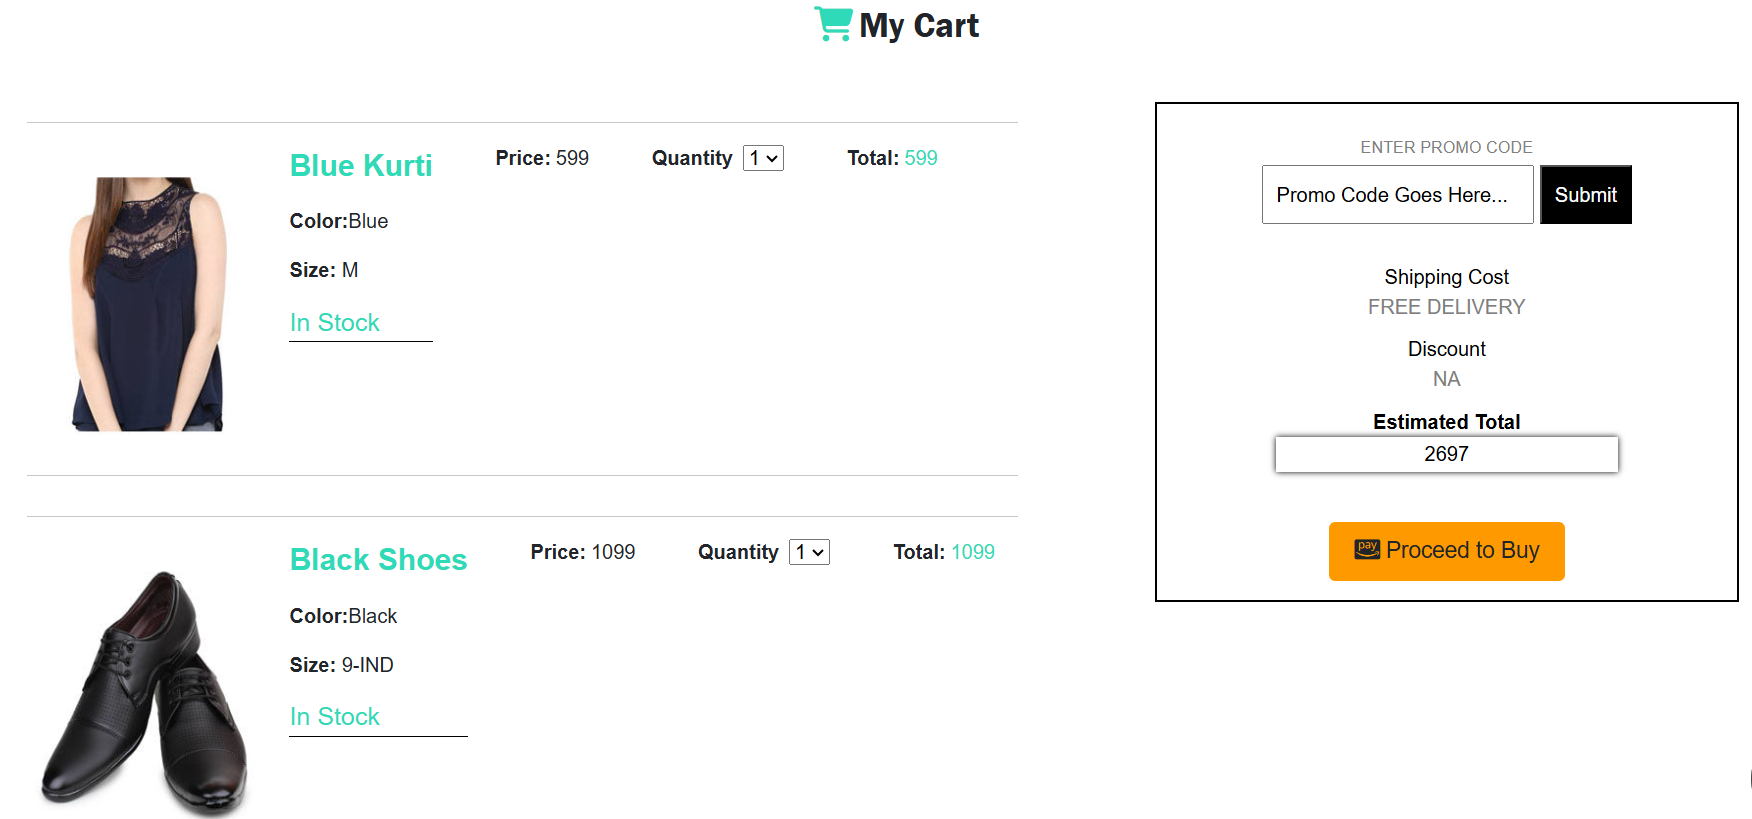 My Cart
Blue Kurti
Price: 599
Quantity 1
Total: 599
Color:Blue
Size: M
In Stock
Black Shoes
Price: 1099
Quantity 1
Total: 1099
Color:Black
Size: 9-IND
In Stock
ENTER PROMO CODE
Promo Code Goes Here...
Submit
Shipping Cost
FREE DELIVERY
Discount
NA
Estimated Total
2697
pay Proceed to Buy